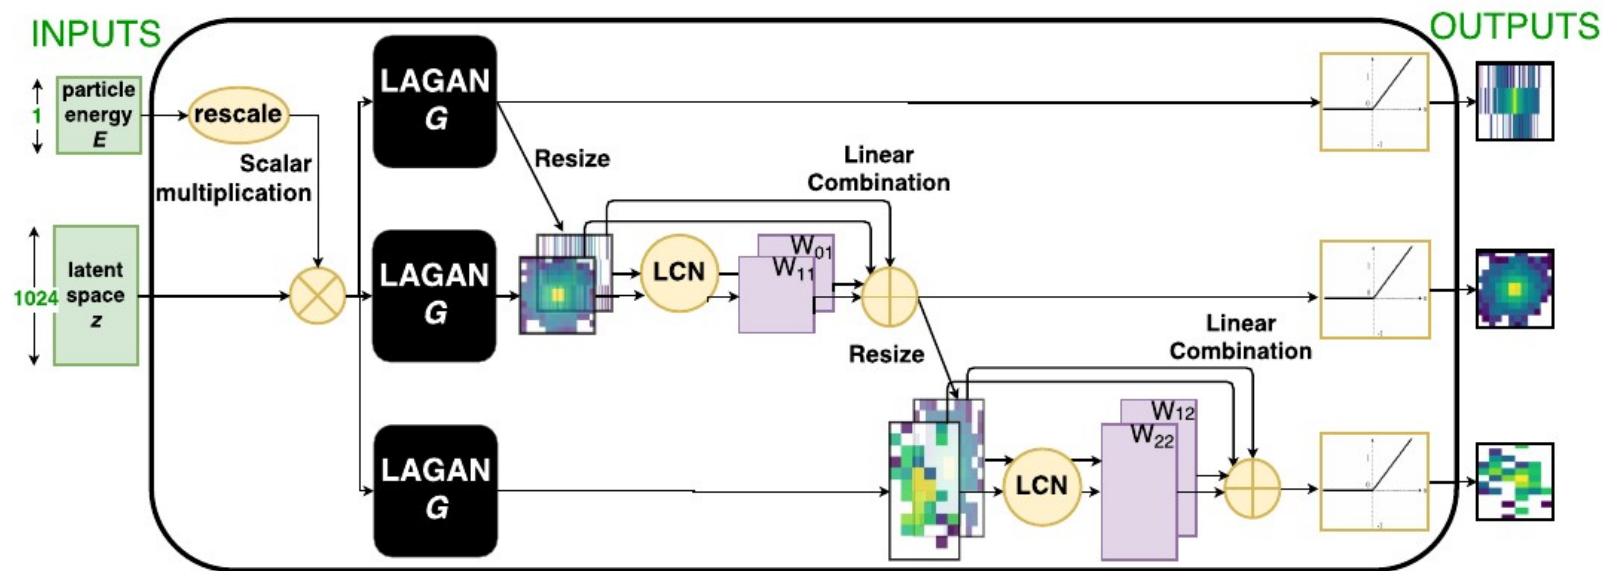 INPUTS
OUTPUTS
particle
energy
E
1
rescale
Scalar
multiplication
latent
space
z
1024
LAGAN
G
Resize
Linear
Combination
LAGAN
G
LCN
W01
W11
Resize
Linear
Combination
LAGAN
G
LCN
W12
W22